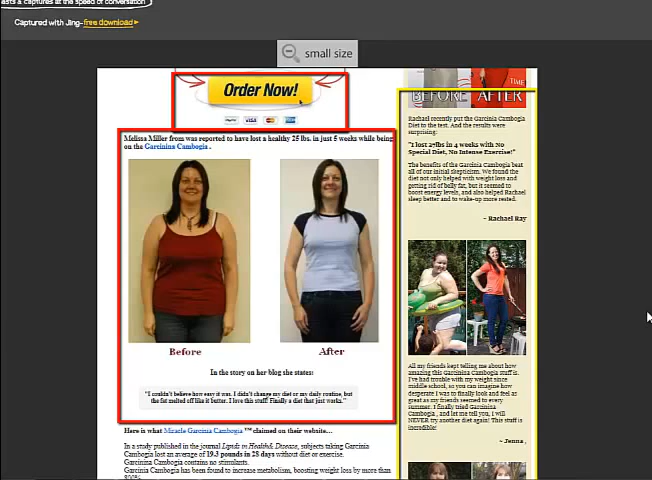 asts a captures at the speed of conversation
Captured with Jing–free download
small size
Order Now!
PayPal VISA
Melissa Miller from was reported to have lost a healthy 25 lbs. in just 5 weeks while being
on the Garcinina Cambogia .
Before
After
In the story on her blog she states:
"I couldn't believe how easy it was. I didn't change my diet or my daily routine, but
the fat melted off like it butter. I love this stuff! Finally a diet that just works."
Here is what Miracle Garcinia Cambogia ™ claimed on their website...
In a study published in the journal Lipids in Health& Disease, subjects taking Garcinia
Cambogia lost an average of 19.3 pounds in 28 days without diet or exercise.
Garcinia Cambogia contains no stimulants.
Garcinia Cambogia has been found to increase metabolism, boosting weight loss by more than
TIME
BEFORE AFTER
Rachael recently put the Garcinia Cambogia
Diet to the test. And the results were
surprising:
"I lost 27lbs in 4 weeks with No
Special Diet, No Intense Exercise!"
The benefits of the Garcinia Cambogia beat
all of our initial skepticism. We found the
diet not only helped with weight loss and
getting rid of belly fat, but it seemed to
boost energy levels, and also helped Rachael
sleep better and to wake-up more rested.
~ Rachael Ray
All my friends kept telling me about how
amazing this Garcinia Cambogia stuff is.
I've had trouble with my weight since
middle school, so you can imagine how
desperate I was to finally look and feel as
great as my friends seemed to every
summer. I finally tried Garcinia
Cambogia , and let me tell you, I will
NEVER try another diet again! This stuff is
incredible!
~ Jenna ,